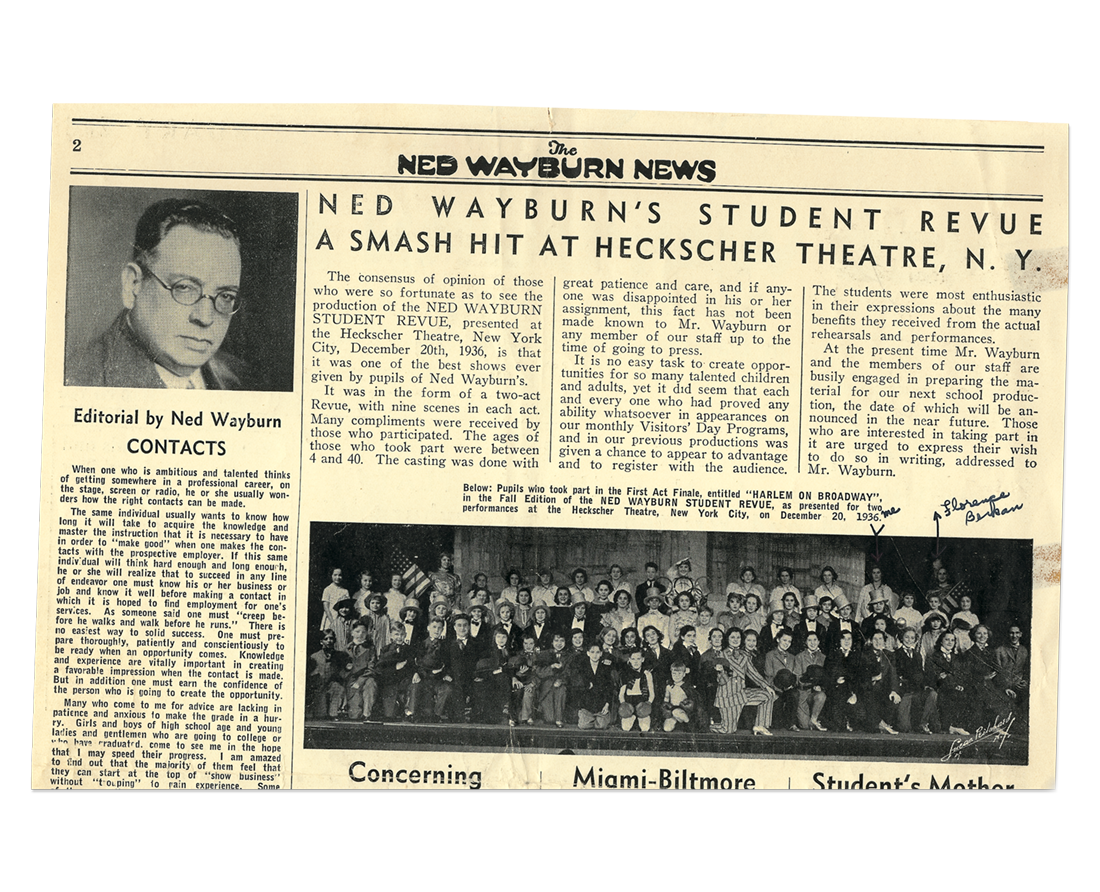 2
The
NED WAYBURN NEWS
Editorial by Ned Wayburn
CONTACTS
When one who is ambitious and talented thinks
of getting somewhere in a professional career, on
the stage, screen or radio, he or she usually won-
ders how the right contacts can be made.
The same individual usually wants to know how
long it will take to acquire the knowledge and
master the instruction that it is necessary to have
in order to "make good" when one makes the con-
tacts with the prospective employer. If this same
individual will think hard enough and long enough,
he or she will realize that to succeed in any line
of endeavor one must know his or her business or
job and know it well before making a contact in
which it is hoped to find employment for one's
services. As someone said one must "creep be-
fore he walks and walk before he runs." There is
no easiest way to solid success. One must pre-
pare thoroughly, patiently and conscientiously to
be ready when an opportunity comes. Knowledge
and experience are vitally important in creating
a favorable impression when the contact is made.
But in addition one must earn the confidence of
the person who is going to create the opportunity.
Many who come to me for advice are lacking in
patience and anxious to make the grade in a hur-
ry. Girls and boys of high school age and young
ladies and gentlemen who are going to college or
who have graduated, come to see me in the hope
that I may speed their progress. I am amazed
to find out that the majority of them feel that
they can start at the top of "show business"
without "trouping" to gain experience. Some
NED WAYBURN'S STUDENT REVUE
A SMASH HIT AT HECKSCHER THEATRE, N. Y.
The consensus of opinion of those
who were so fortunate as to see the
production of the NED WAYBURN
STUDENT REVUE, presented at
the Heckscher Theatre, New York
City, December 20th, 1936, is that
it was one of the best shows ever
given by pupils of Ned Wayburn's.
It was in the form of a two-act
Revue, with nine scenes in each act.
Many compliments were received by
those who participated. The ages of
those who took part were between
4 and 40. The casting was done with
great patience and care, and if any-
one was disappointed in his or her
assignment, this fact has not been
made known to Mr. Wayburn or
any member of our staff up to the
time of going to press.
It is no easy task to create oppor-
tunities for so many talented children
and adults, yet it did seem that each
and every one who had proved any
ability whatsoever in appearances on
our monthly Visitors' Day Programs,
and in our previous productions was
given a chance to appear to advantage
and to register with the audience.
The students were most enthusiastic
in their expressions about the many
benefits they received from the actual
rehearsals and performances.
At the present time Mr. Wayburn
and the members of our staff are
busily engaged in preparing the ma-
terial for our next school produc-
tion, the date of which will be an-
nounced in the near future. Those
who are interested in taking part in
it are urged to express their wish
to do so in writing, addressed to
Mr. Wayburn.
Below: Pupils who took part in the First Act Finale, entitled "HARLEM ON BROADWAY",
in the Fall Edition of the NED WAYBURN STUDENT REVUE, as presented for two
performances at the Heckscher Theatre, New York City, on December 20, 1936.
me
Florence
Concerning
Miami-Biltmore
Student's Mother